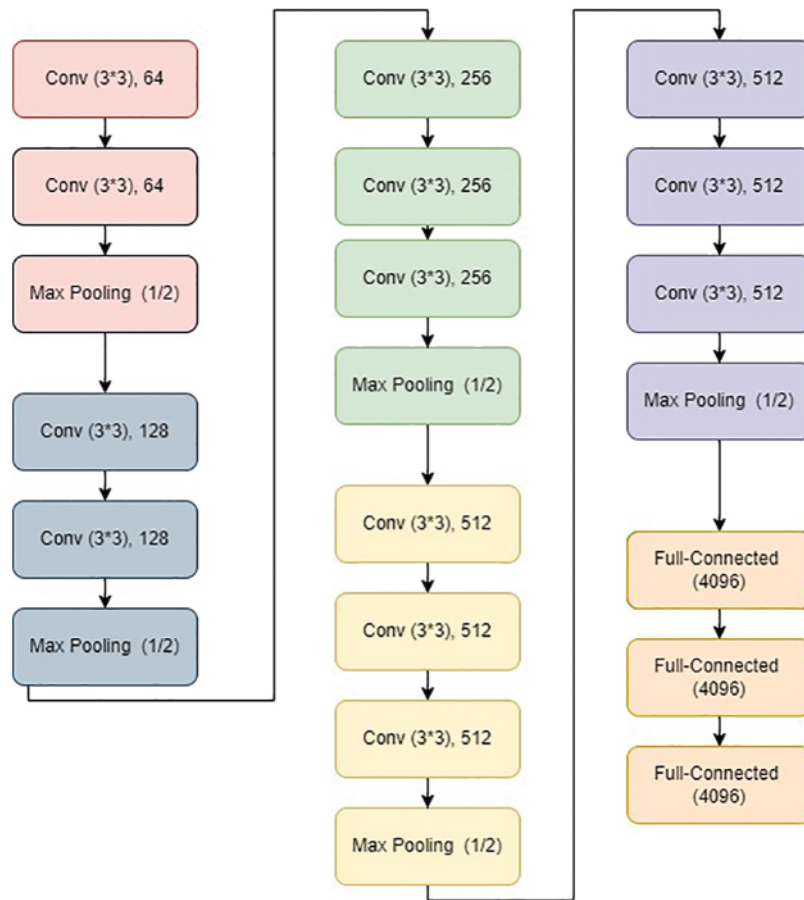 Conv (3*3), 64
Conv (3*3), 64
Max Pooling (1/2)
Conv (3*3), 128
Conv (3*3), 128
Max Pooling (1/2)
Conv (3*3), 256
Conv (3*3), 256
Conv (3*3), 256
Max Pooling (1/2)
Conv (3*3), 512
Conv (3*3), 512
Conv (3*3), 512
Max Pooling (1/2)
Conv (3*3), 512
Conv (3*3), 512
Conv (3*3), 512
Max Pooling (1/2)
Full-Connected
(4096)
Full-Connected
(4096)
Full-Connected
(4096)